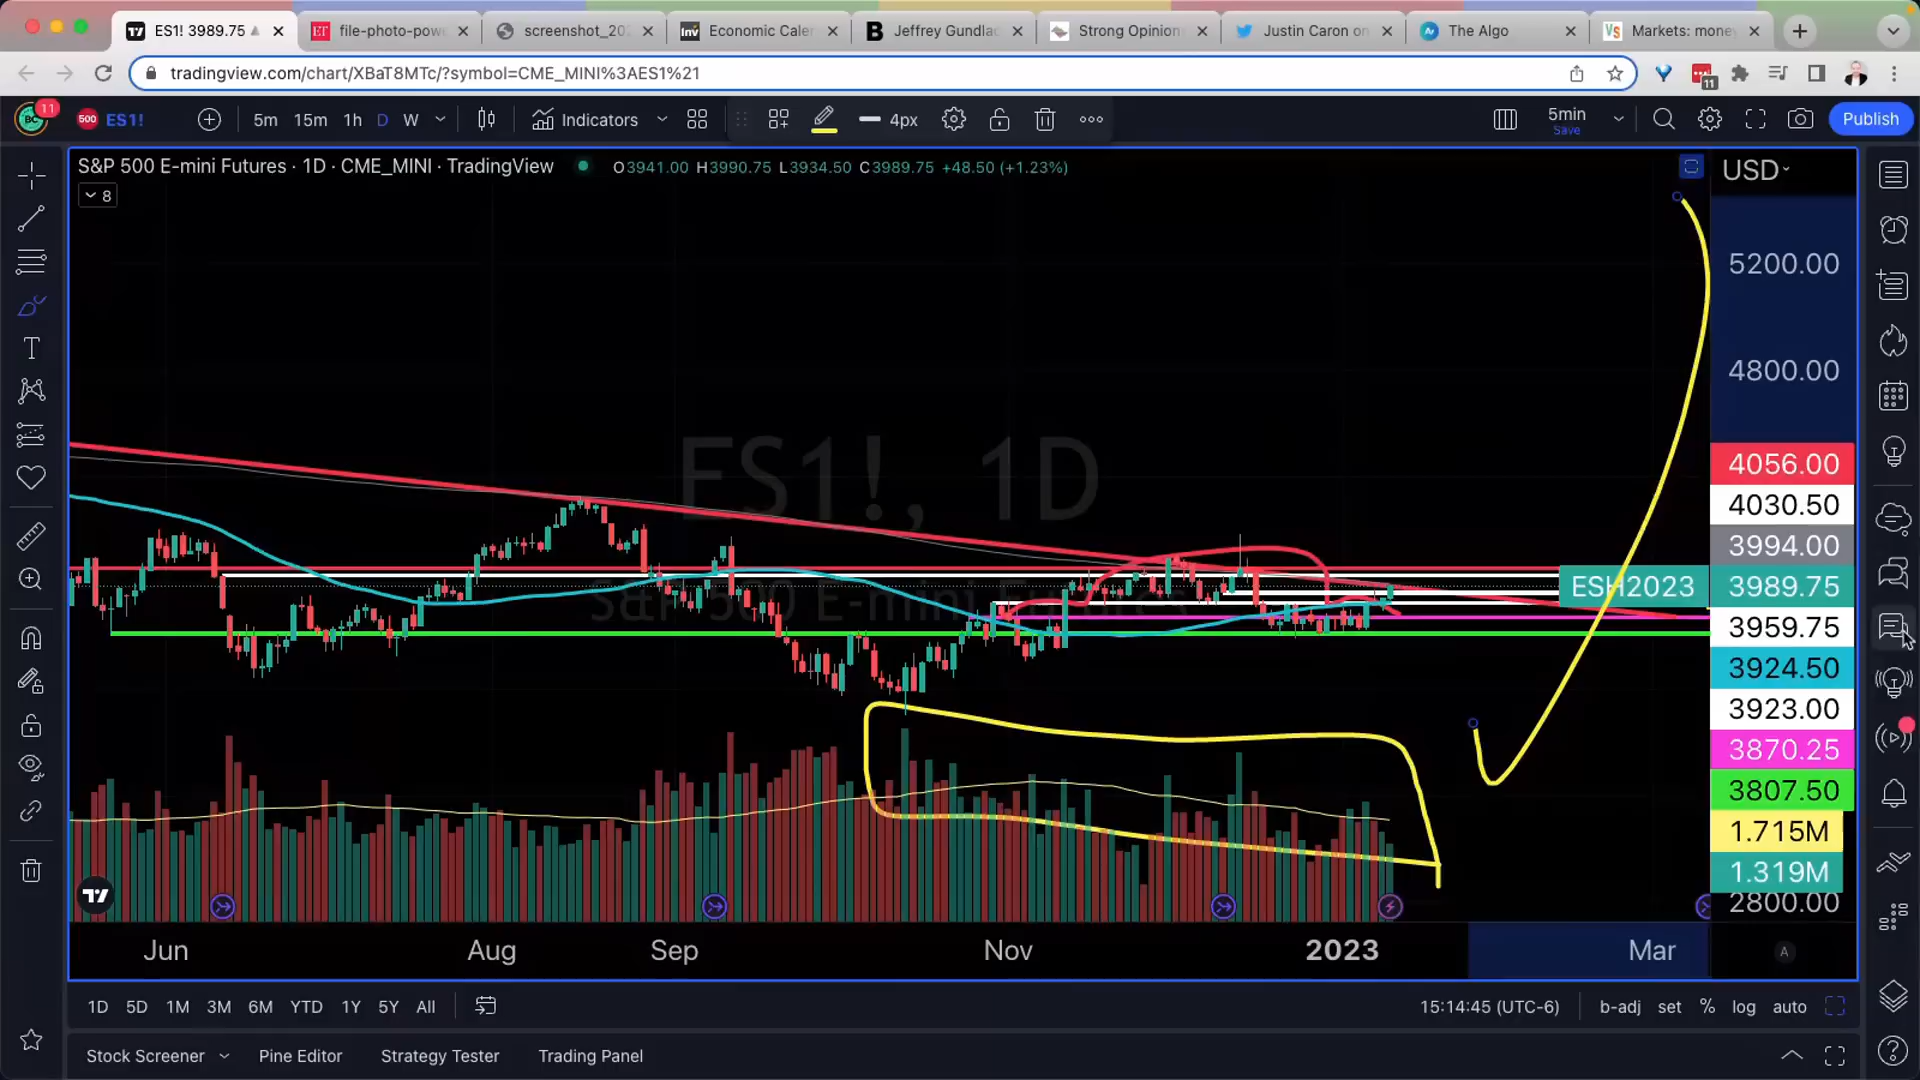 ES1! 3989.75
file-photo-pow
screenshot_20
Economic Caler
Jeffrey Gundla
Strong Opinion
Justin Caron on
The Algo
Markets: mone
tradingview.com/chart/XBaT8MTc/?symbol=CME_MINI%3AES1%21
11
11
500 ES1! 5m 15m 1h D W Indicators 4px 5min Save Publish
S&P 500 E-mini Futures · 1D · CME_MINI · TradingView O3941.00 H3990.75 L3934.50 C3989.75 +48.50 (+1.23%)
USD
8
5200.00
4800.00
ES1!, 1D
S&P 500 E-mini Futures
4056.00
4030.50
3994.00
ESH2023 3989.75
3959.75
3924.50
3923.00
3870.25
3807.50
1.715M
1.319M
2800.00
Jun Aug Sep Nov 2023 Mar A
1D 5D 1M 3M 6M YTD 1Y 5Y All 15:14:45 (UTC-6) b-adj set % log auto
Stock Screener Pine Editor Strategy Tester Trading Panel